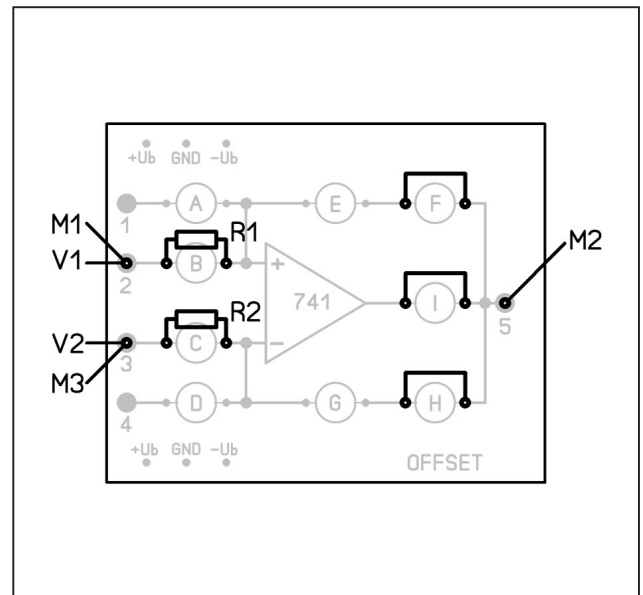 +Ub GND -Ub
A E F
1
M1
R1
V1 B + M2
2
741 I
5
R2
V2 C -
3
M3
D G H
4
+Ub GND -Ub
OFFSET